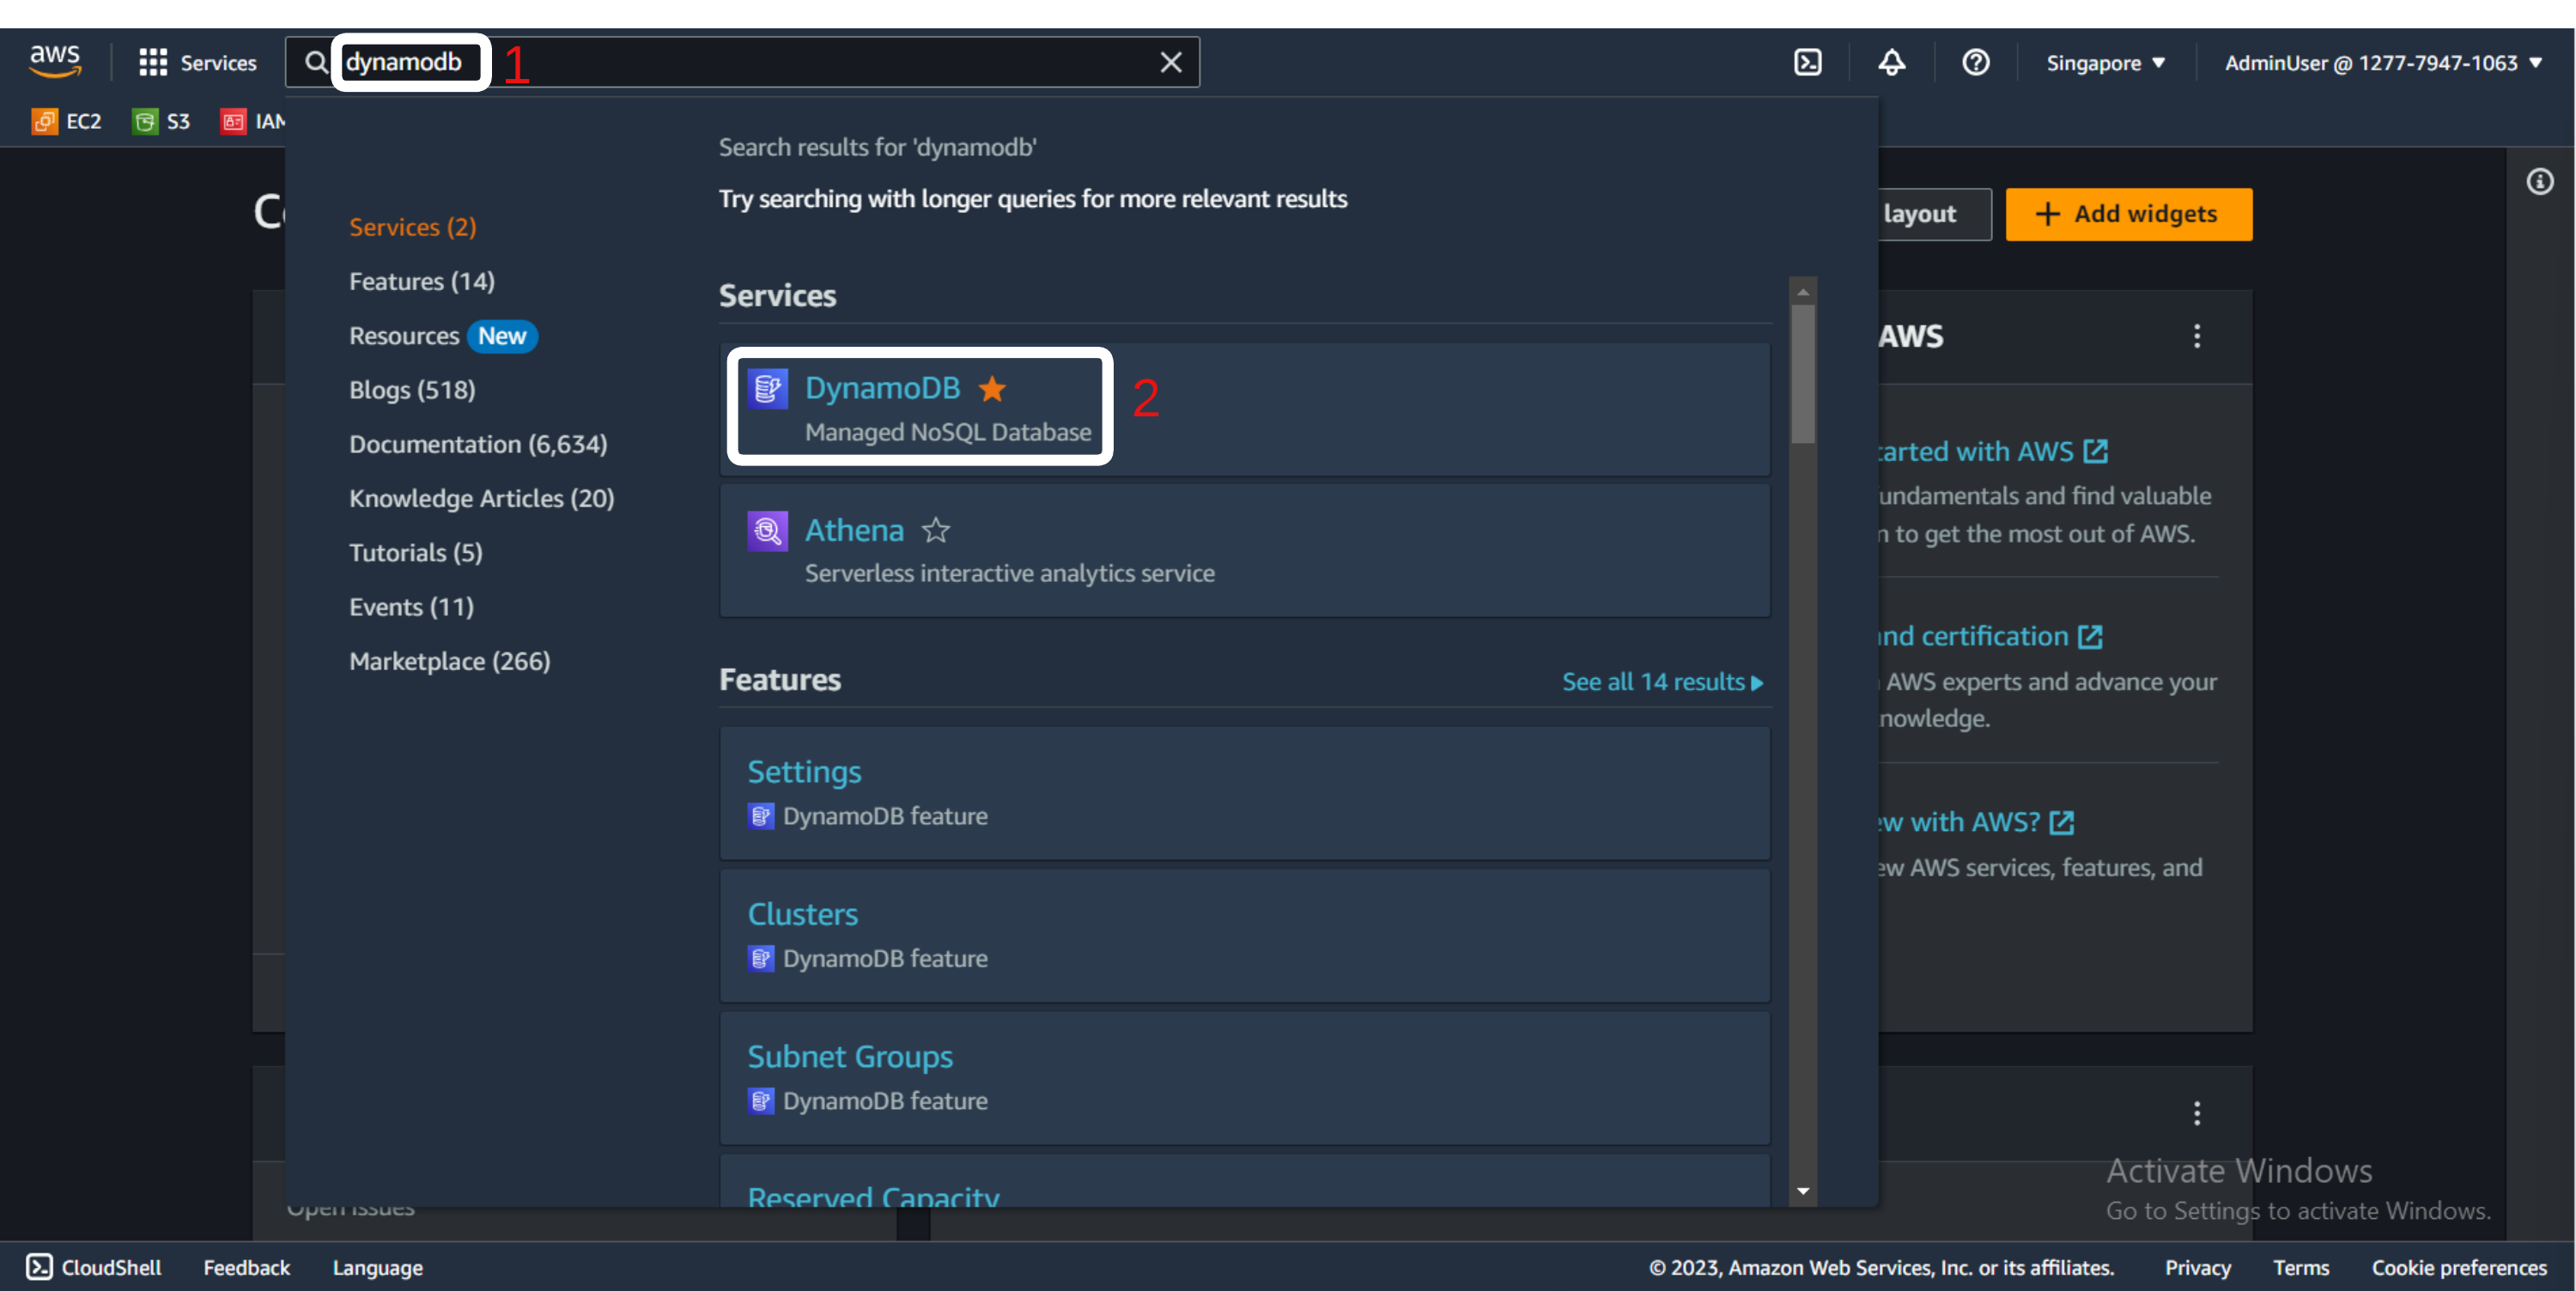 aws
Services
dynamodb
1
Singapore
AdminUser @ 1277-7947-1063
EC2
S3
IAM
Search results for 'dynamodb'
Try searching with longer queries for more relevant results
Services (2)
Features (14)
Resources New
Blogs (518)
Documentation (6,634)
Knowledge Articles (20)
Tutorials (5)
Events (11)
Marketplace (266)
Services
DynamoDB
Managed NoSQL Database
2
Athena
Serverless interactive analytics service
Features
See all 14 results
Settings
DynamoDB feature
Clusters
DynamoDB feature
Subnet Groups
DynamoDB feature
Reserved Capacity
layout
+ Add widgets
AWS
tarted with AWS
undamentals and find valuable
n to get the most out of AWS.
and certification
AWS experts and advance your
nowledge.
ew with AWS?
ew AWS services, features, and
Open issues
Activate Windows
Go to Settings to activate Windows.
CloudShell
Feedback
Language
© 2023, Amazon Web Services, Inc. or its affiliates.
Privacy
Terms
Cookie preferences